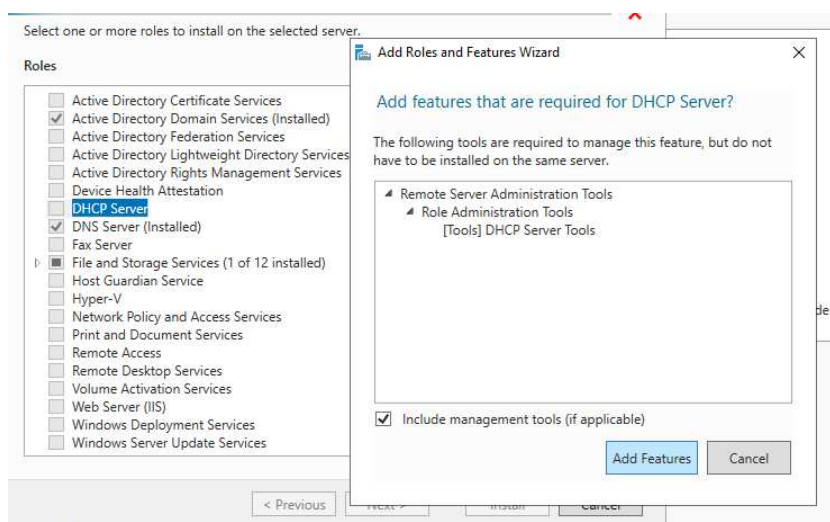 Select one or more roles to install on the selected server.
Roles
Active Directory Certificate Services
Active Directory Domain Services (Installed)
Active Directory Federation Services
Active Directory Lightweight Directory Services
Active Directory Rights Management Services
Device Health Attestation
DHCP Server
DNS Server (Installed)
Fax Server
File and Storage Services (1 of 12 installed)
Host Guardian Service
Hyper-V
Network Policy and Access Services
Print and Document Services
Remote Access
Remote Desktop Services
Volume Activation Services
Web Server (IIS)
Windows Deployment Services
Windows Server Update Services
< Previous
Next >
Install
Cancel
Add Roles and Features Wizard
Add features that are required for DHCP Server?
The following tools are required to manage this feature, but do not
have to be installed on the same server.
Remote Server Administration Tools
Role Administration Tools
[Tools] DHCP Server Tools
Include management tools (if applicable)
Add Features
Cancel